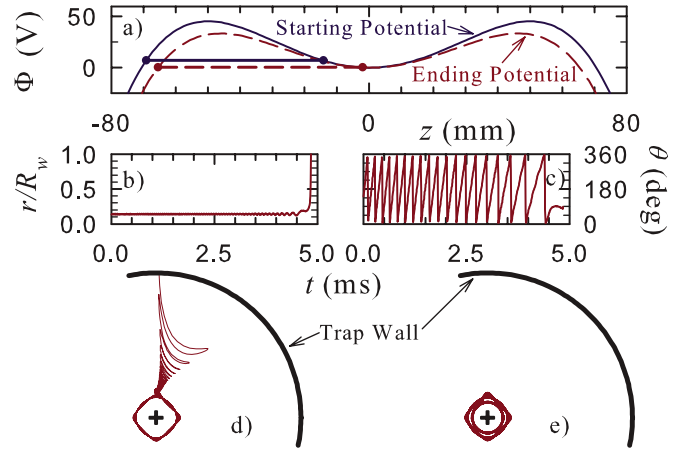 Φ (V)
50
0
a)
Starting Potential
Ending Potential
-80
0
80
z (mm)
r/Rw
1.0
0.5
0.0
b)
c)
360
180
0
θ (deg)
0.0
2.5
5.0
0.0
2.5
5.0
t (ms)
Trap Wall
d)
e)